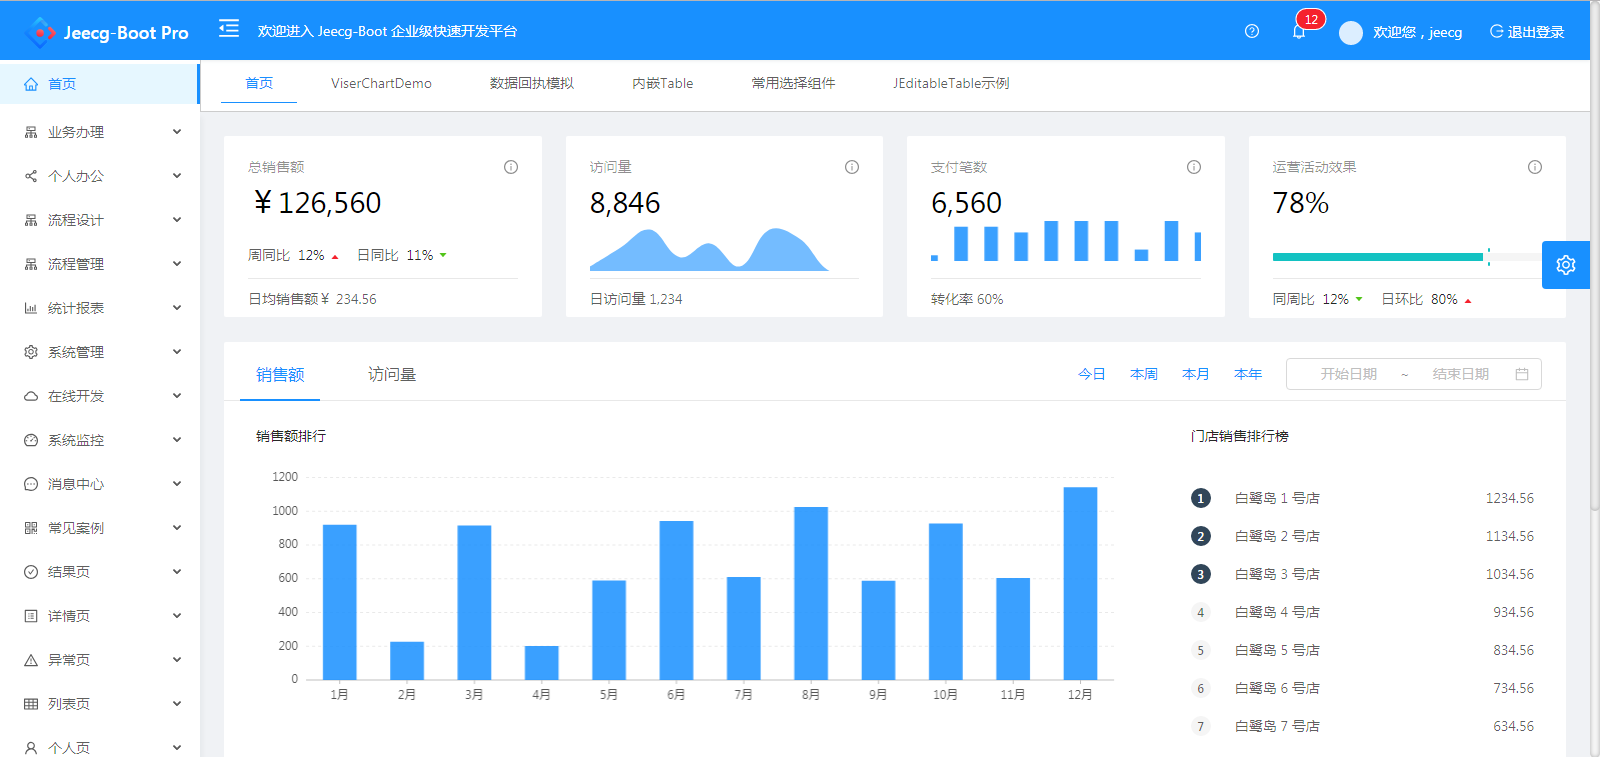 Jeecg-Boot Pro
欢迎进入 Jeecg-Boot 企业级快速开发平台
12
欢迎您，jeecg
退出登录
首页
业务办理
个人办公
流程设计
流程管理
统计报表
系统管理
在线开发
系统监控
消息中心
常见案例
结果页
详情页
异常页
列表页
个人页
首页 ViserChartDemo 数据回执模拟 内嵌Table 常用选择组件 JEditableTable示例
总销售额
￥126,560
周同比 12% 日同比 11%
日均销售额￥ 234.56
访问量
8,846
日访问量 1,234
支付笔数
6,560
转化率 60%
运营活动效果
78%
同周比 12% 日环比 80%
销售额 访问量
今日 本周 本月 本年 开始日期 ~ 结束日期
销售额排行
1200
1000
800
600
400
200
0
1月 2月 3月 4月 5月 6月 7月 8月 9月 10月 11月 12月
门店销售排行榜
1 白鹭岛 1 号店 1234.56
2 白鹭岛 2 号店 1134.56
3 白鹭岛 3 号店 1034.56
4 白鹭岛 4 号店 934.56
5 白鹭岛 5 号店 834.56
6 白鹭岛 6 号店 734.56
7 白鹭岛 7 号店 634.56